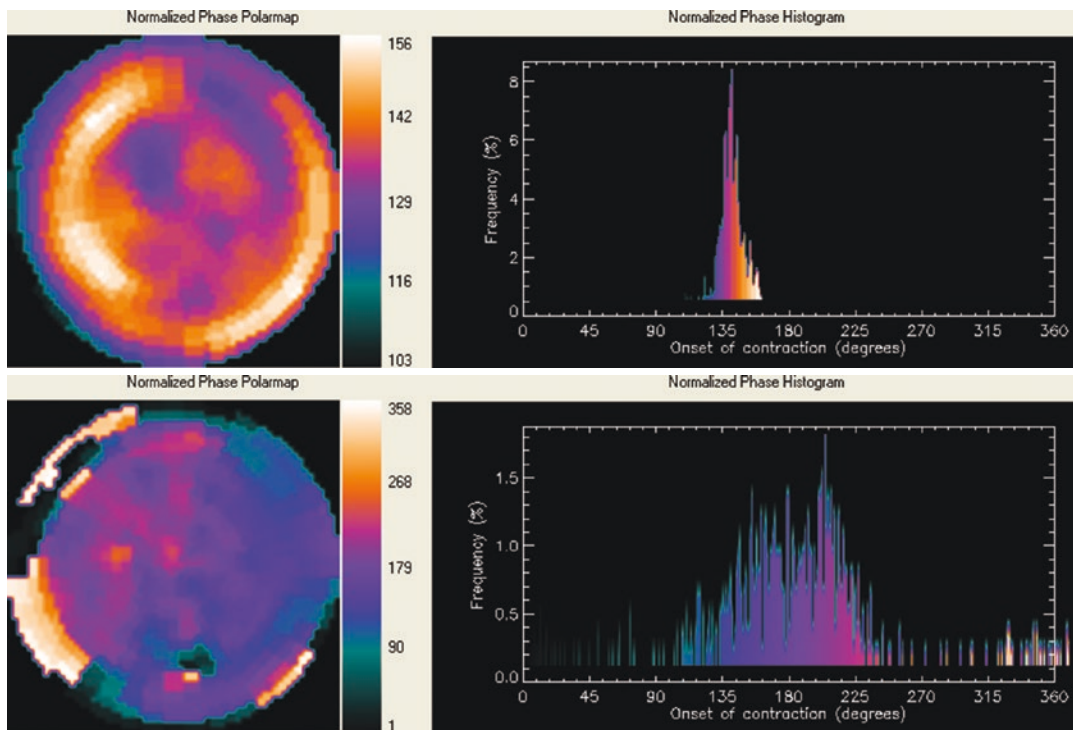 Normalized Phase Polarmap
Normalized Phase Histogram
156
142
129
116
103
Frequency (%)
8
6
4
2
0
0 45 90 135 180 225 270 315 360
Onset of contraction (degrees)
Normalized Phase Polarmap
Normalized Phase Histogram
358
268
179
90
1
Frequency (%)
1.5
1.0
0.5
0.0
0 45 90 135 180 225 270 315 360
Onset of contraction (degrees)